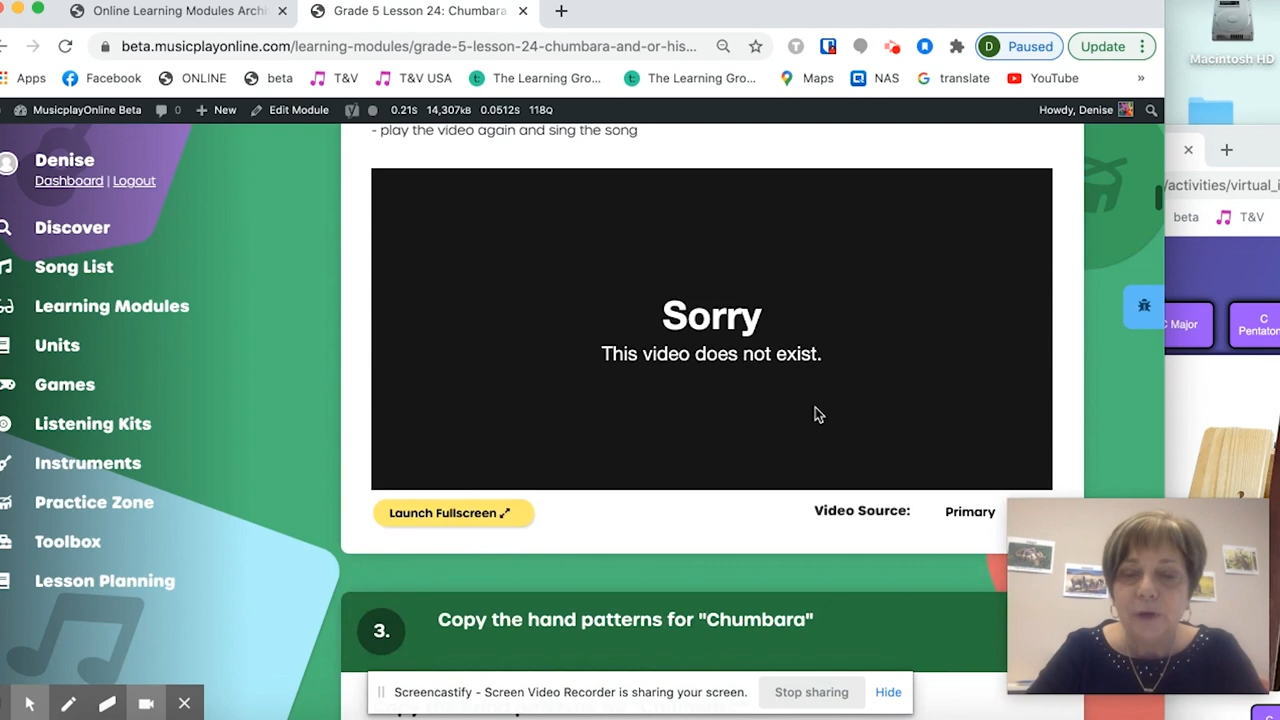 Online Learning Modules Archi
Grade 5 Lesson 24: Chumbara
beta.musicplayonline.com/learning-modules/grade-5-lesson-24-chumbara-and-or-his...
D Paused
Update
Macintosh HD
Apps
Facebook
ONLINE
beta
T&V
T&V USA
The Learning Gro...
The Learning Gro...
Maps
NAS
translate
YouTube
»
MusicplayOnline Beta
0
New
Edit Module
0.21s
14,307kb
0.0512s
118Q
Howdy, Denise
- play the video again and sing the song
Denise
Dashboard | Logout
/activities/virtual_i
beta
T&V
Discover
Song List
Learning Modules
Units
Games
Listening Kits
Instruments
Practice Zone
Toolbox
Lesson Planning
C Major
C
Pentaton
Sorry
This video does not exist.
Launch Fullscreen
Video Source:
Primary
3.
Copy the hand patterns for "Chumbara"
Screencastify - Screen Video Recorder is sharing your screen.
Stop sharing
Hide